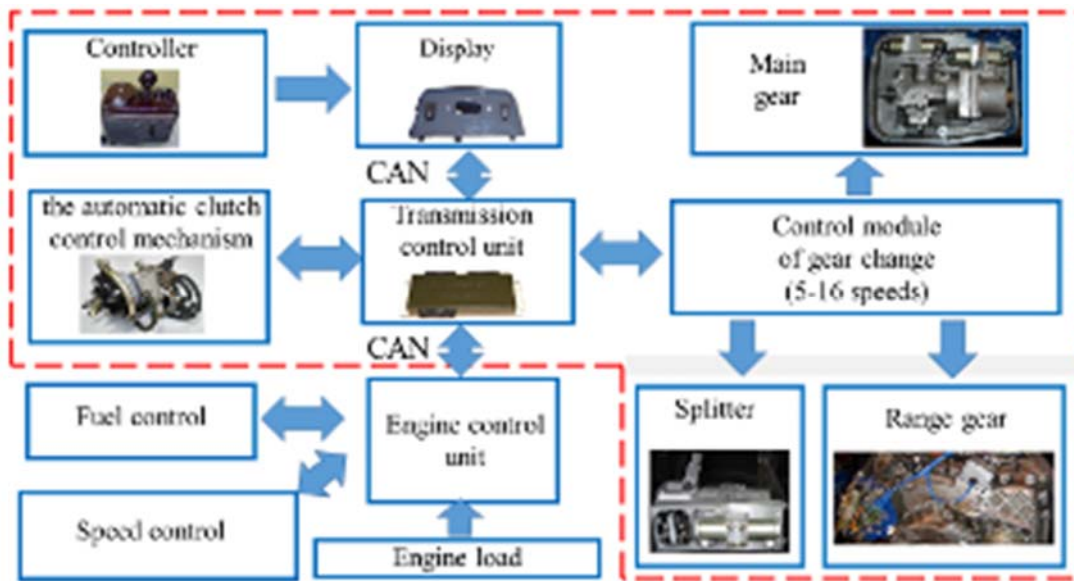 Controller
Display
Main
gear
CAN
the automatic clutch
control mechanism
Transmission
control unit
Control module
of gear change
(5-16 speeds)
CAN
Fuel control
Engine control
unit
Splitter
Range gear
Speed control
Engine load